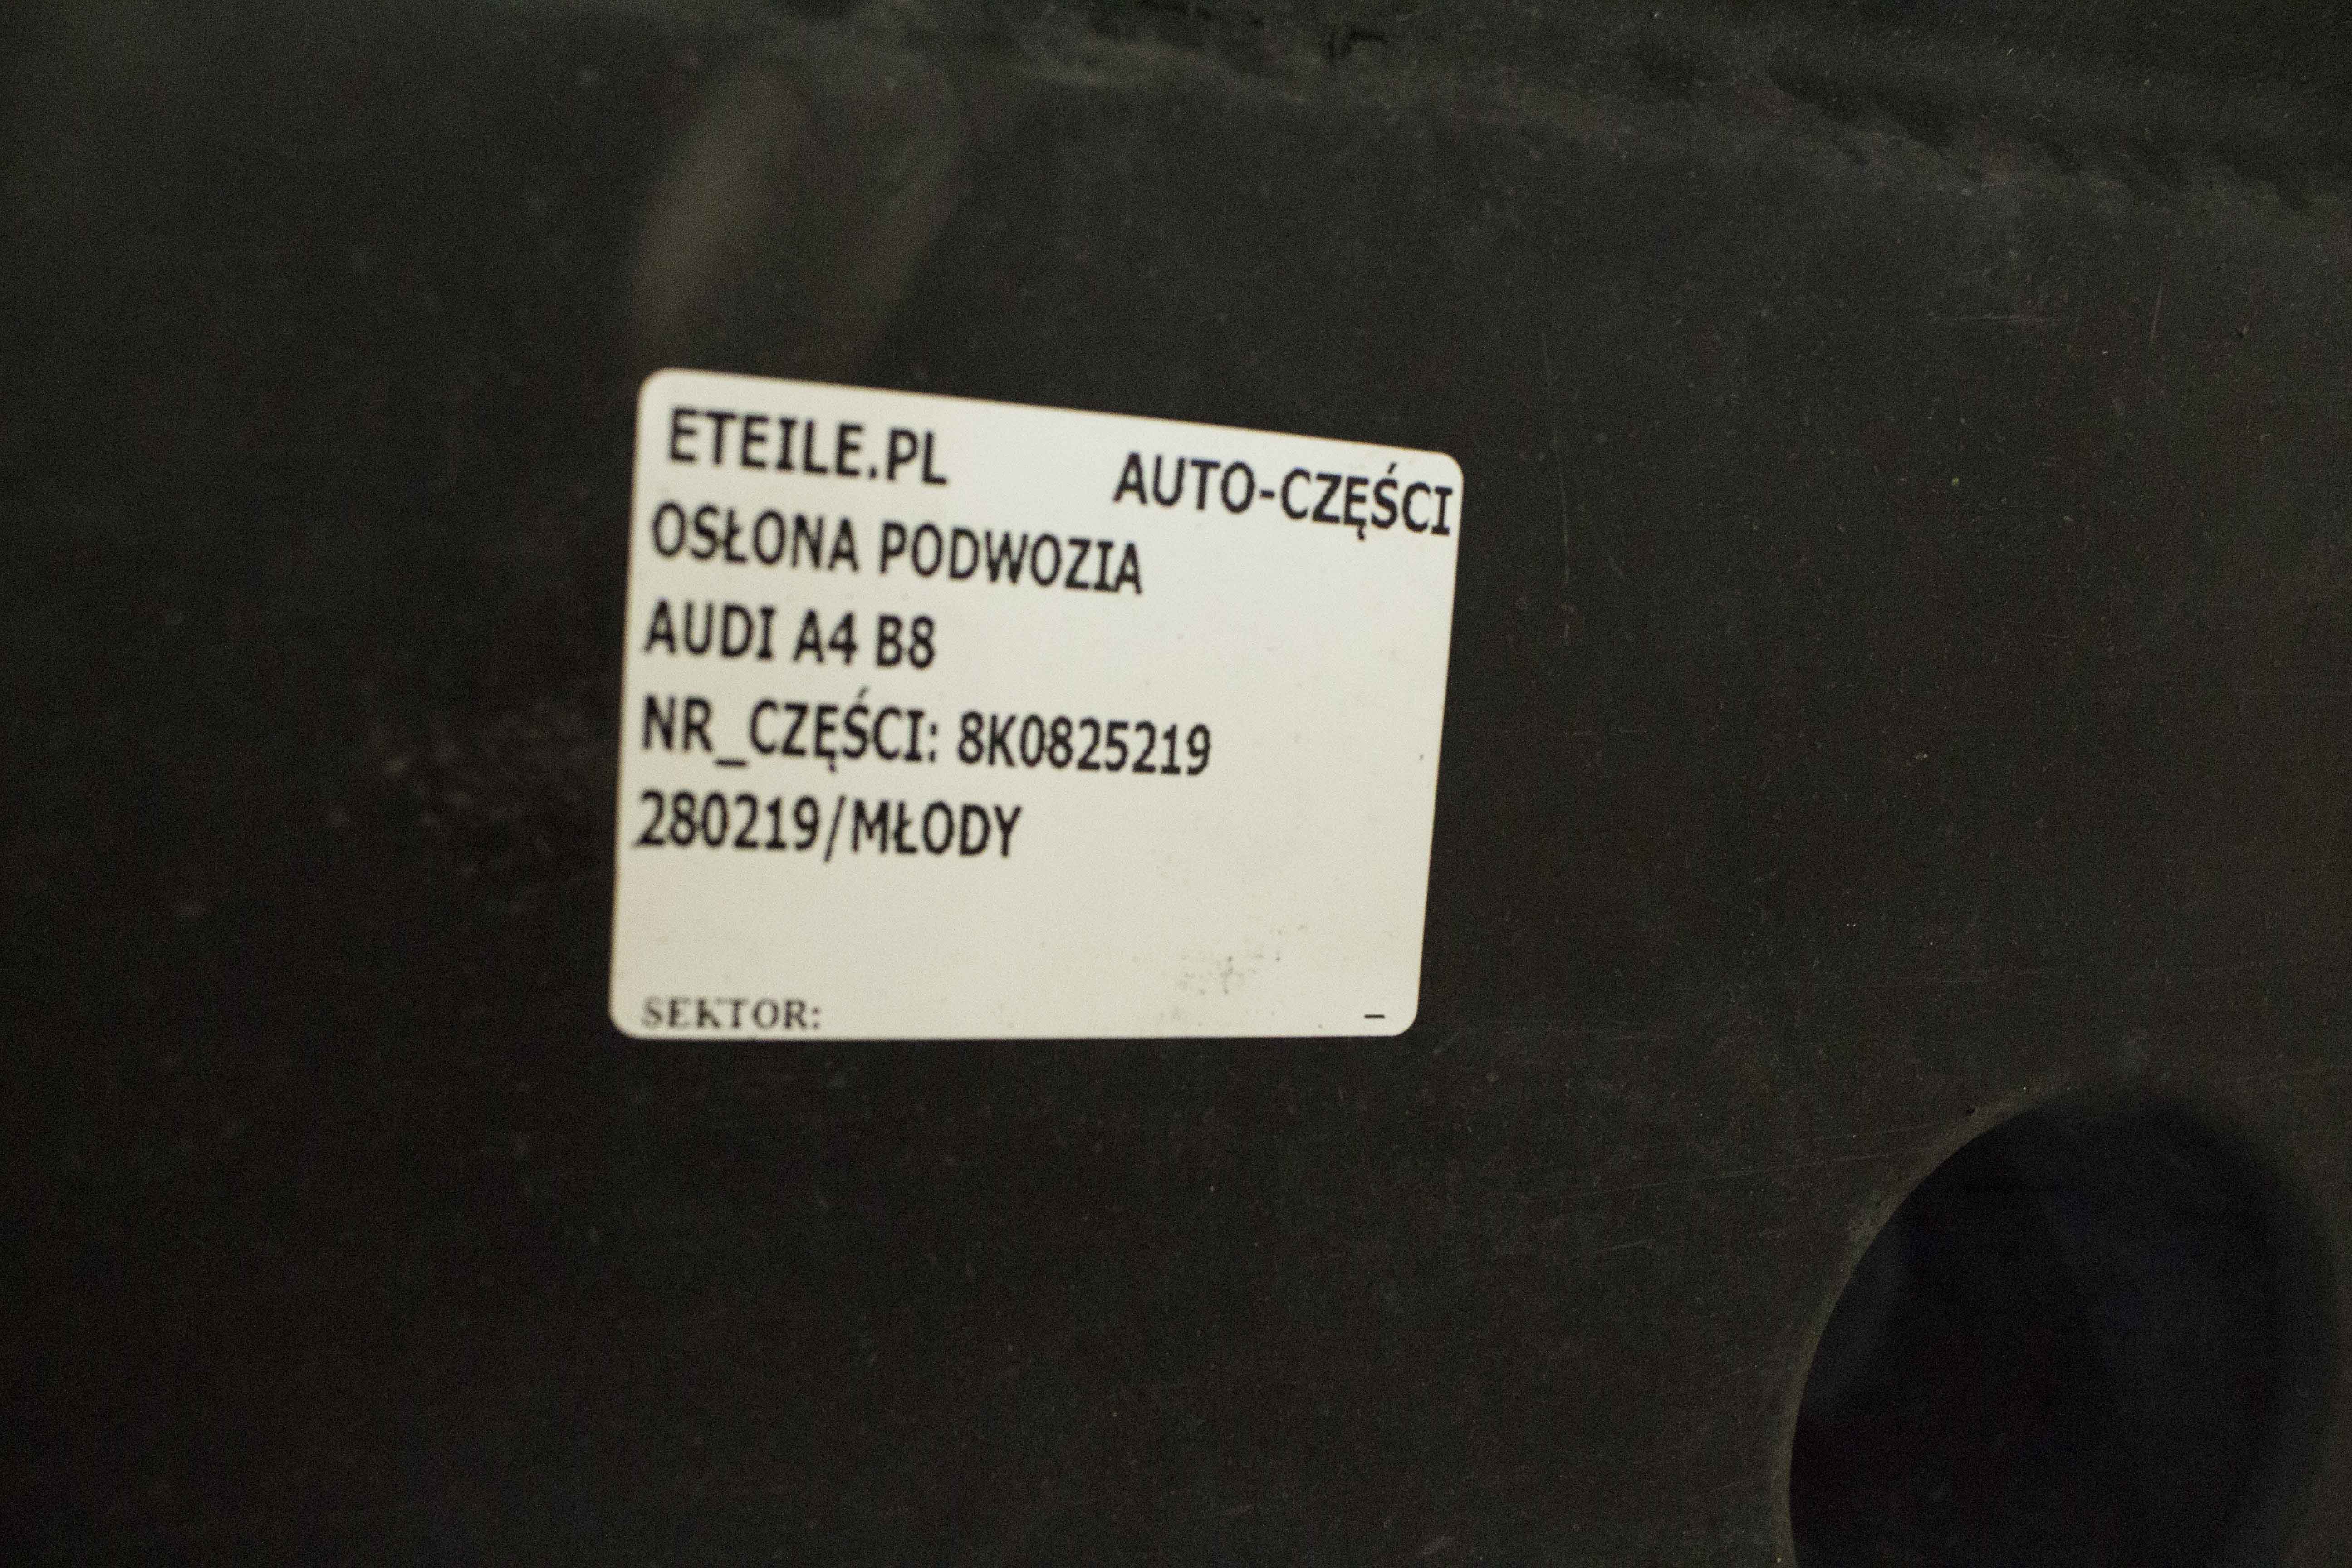 ETEILE.PL AUTO-CZĘŚCI
OSŁONA PODWOZIA
AUDI A4 B8
NR_CZĘŚCI: 8K0825219
280219/MŁODY
SEKTOR: _